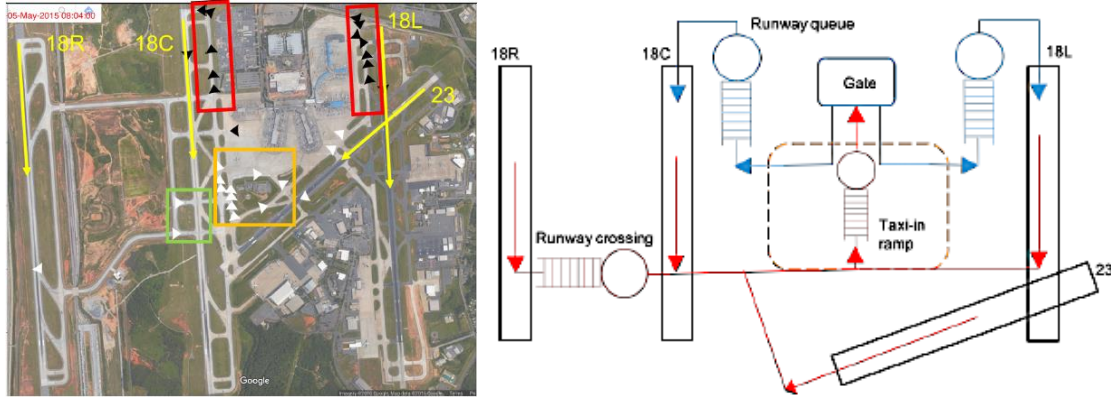 05-May-2015 08:04:00
18R
18C
18L
23
Google
Runway queue
18R
18C
18L
Gate
Runway crossing
Taxi-in
ramp
23